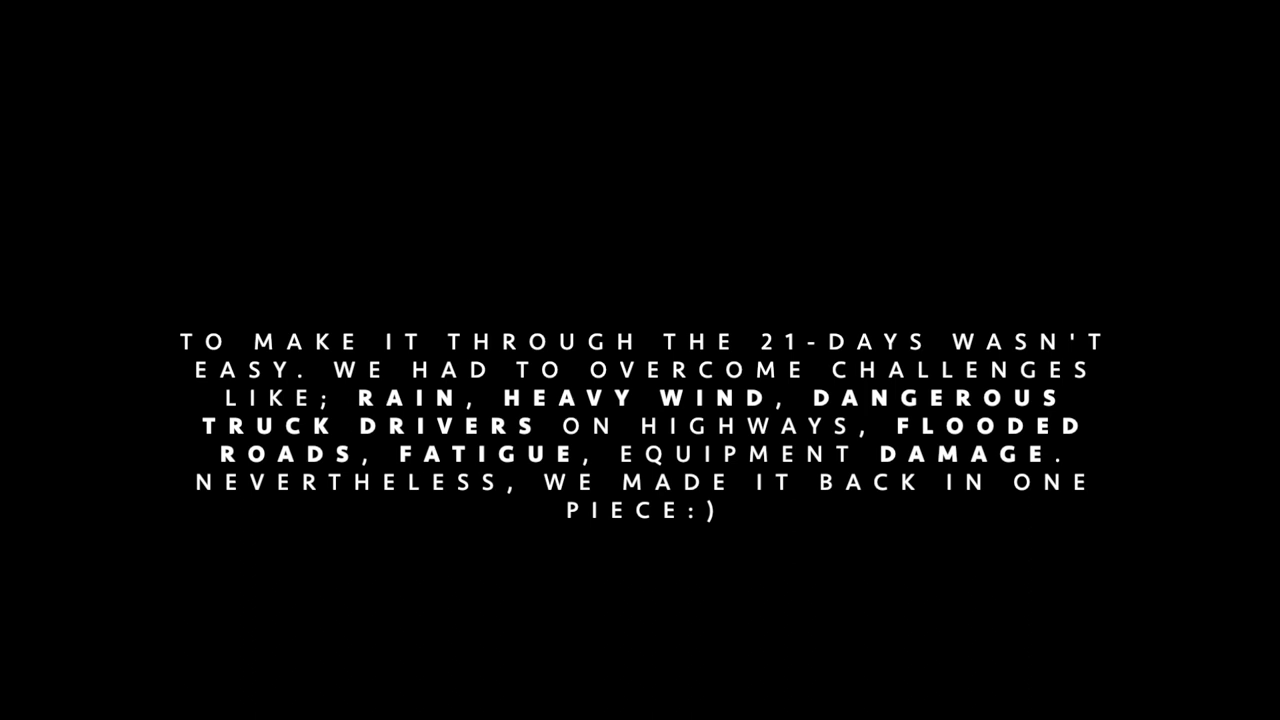 TO MAKE IT THROUGH THE 21-DAYS WASN'T
EASY. WE HAD TO OVERCOME CHALLENGES
LIKE; RAIN, HEAVY WIND, DANGEROUS
TRUCK DRIVERS ON HIGHWAYS, FLOODED
ROADS, FATIGUE, EQUIPMENT DAMAGE.
NEVERTHELESS, WE MADE IT BACK IN ONE
PIECE:)